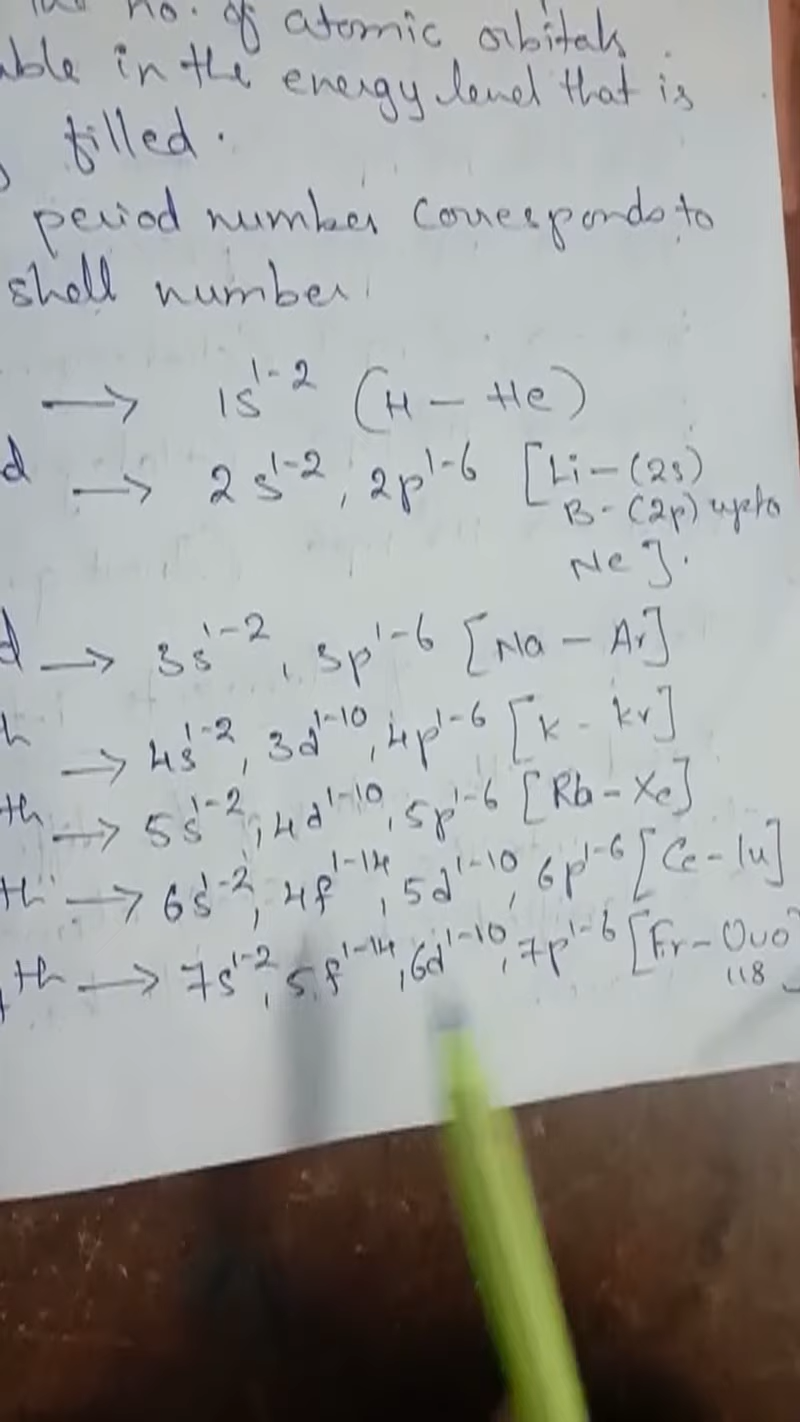 no. of atomic orbitals
able in the energy level that is
filled.
period number corresponds to
shell number.
→ 1s¹⁻² (H – He)
d → 2s¹⁻², 2p¹⁻⁶ [Li – (2s)
B - (2p) upto
Ne].
d → 3s¹⁻², 3p¹⁻⁶ [Na – Ar]
h → 4s¹⁻², 3d¹⁻¹⁰, 4p¹⁻⁶ [K - Kr]
th → 5s¹⁻², 4d¹⁻¹⁰, 5p¹⁻⁶ [Rb – Xe]
th → 6s¹⁻², 4f¹⁻¹⁴, 5d¹⁻¹⁰, 6p¹⁻⁶ [Ce – Lu]
th → 7s¹⁻², 5f¹⁻¹⁴, 6d¹⁻¹⁰, 7p¹⁻⁶ [Fr – Ouo
118]